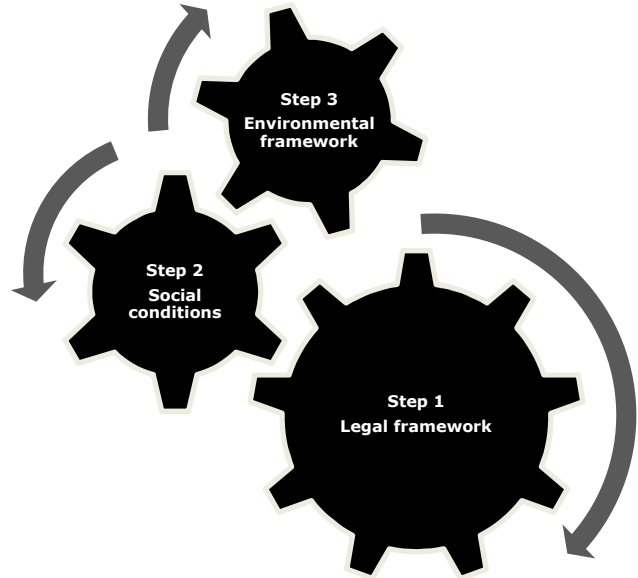 Step 3
Environmental
framework
Step 2
Social
conditions
Step 1
Legal framework